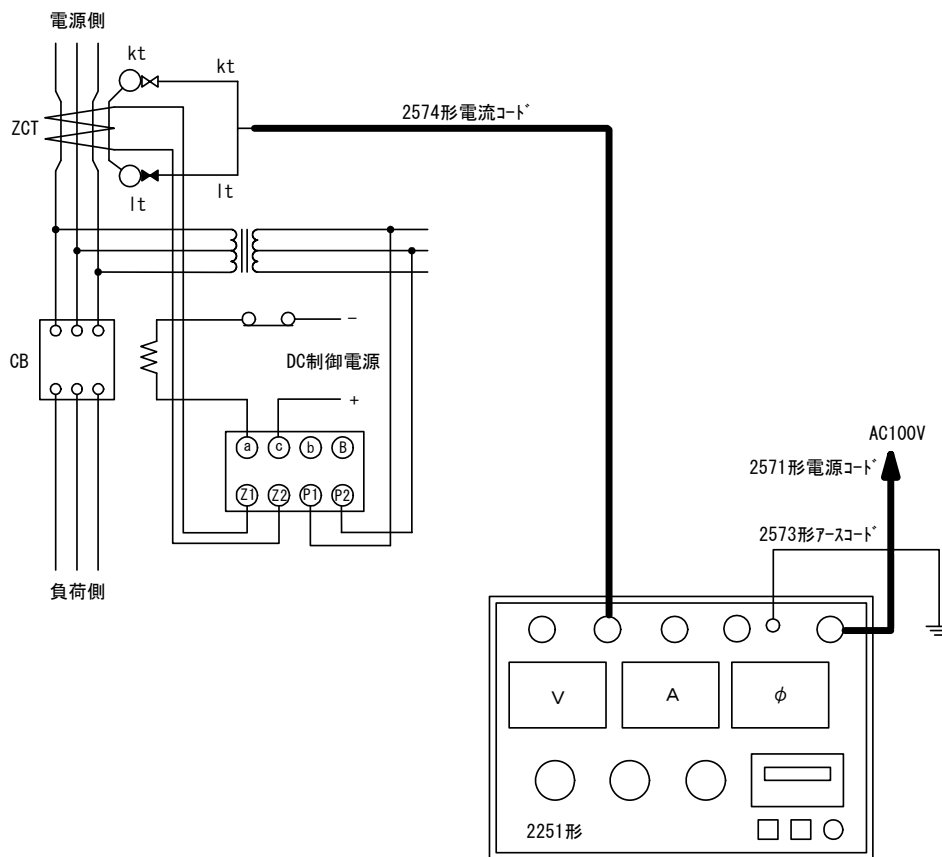 電源側
kt
kt
2574形電流ｺｰﾄﾞ
ZCT
lt
lt
－
DC制御電源
CB
＋
a c b B
Z1 Z2 P1 P2
AC100V
2571形電源ｺｰﾄﾞ
2573形ｱｰｽｺｰﾄﾞ
負荷側
V A φ
2251形